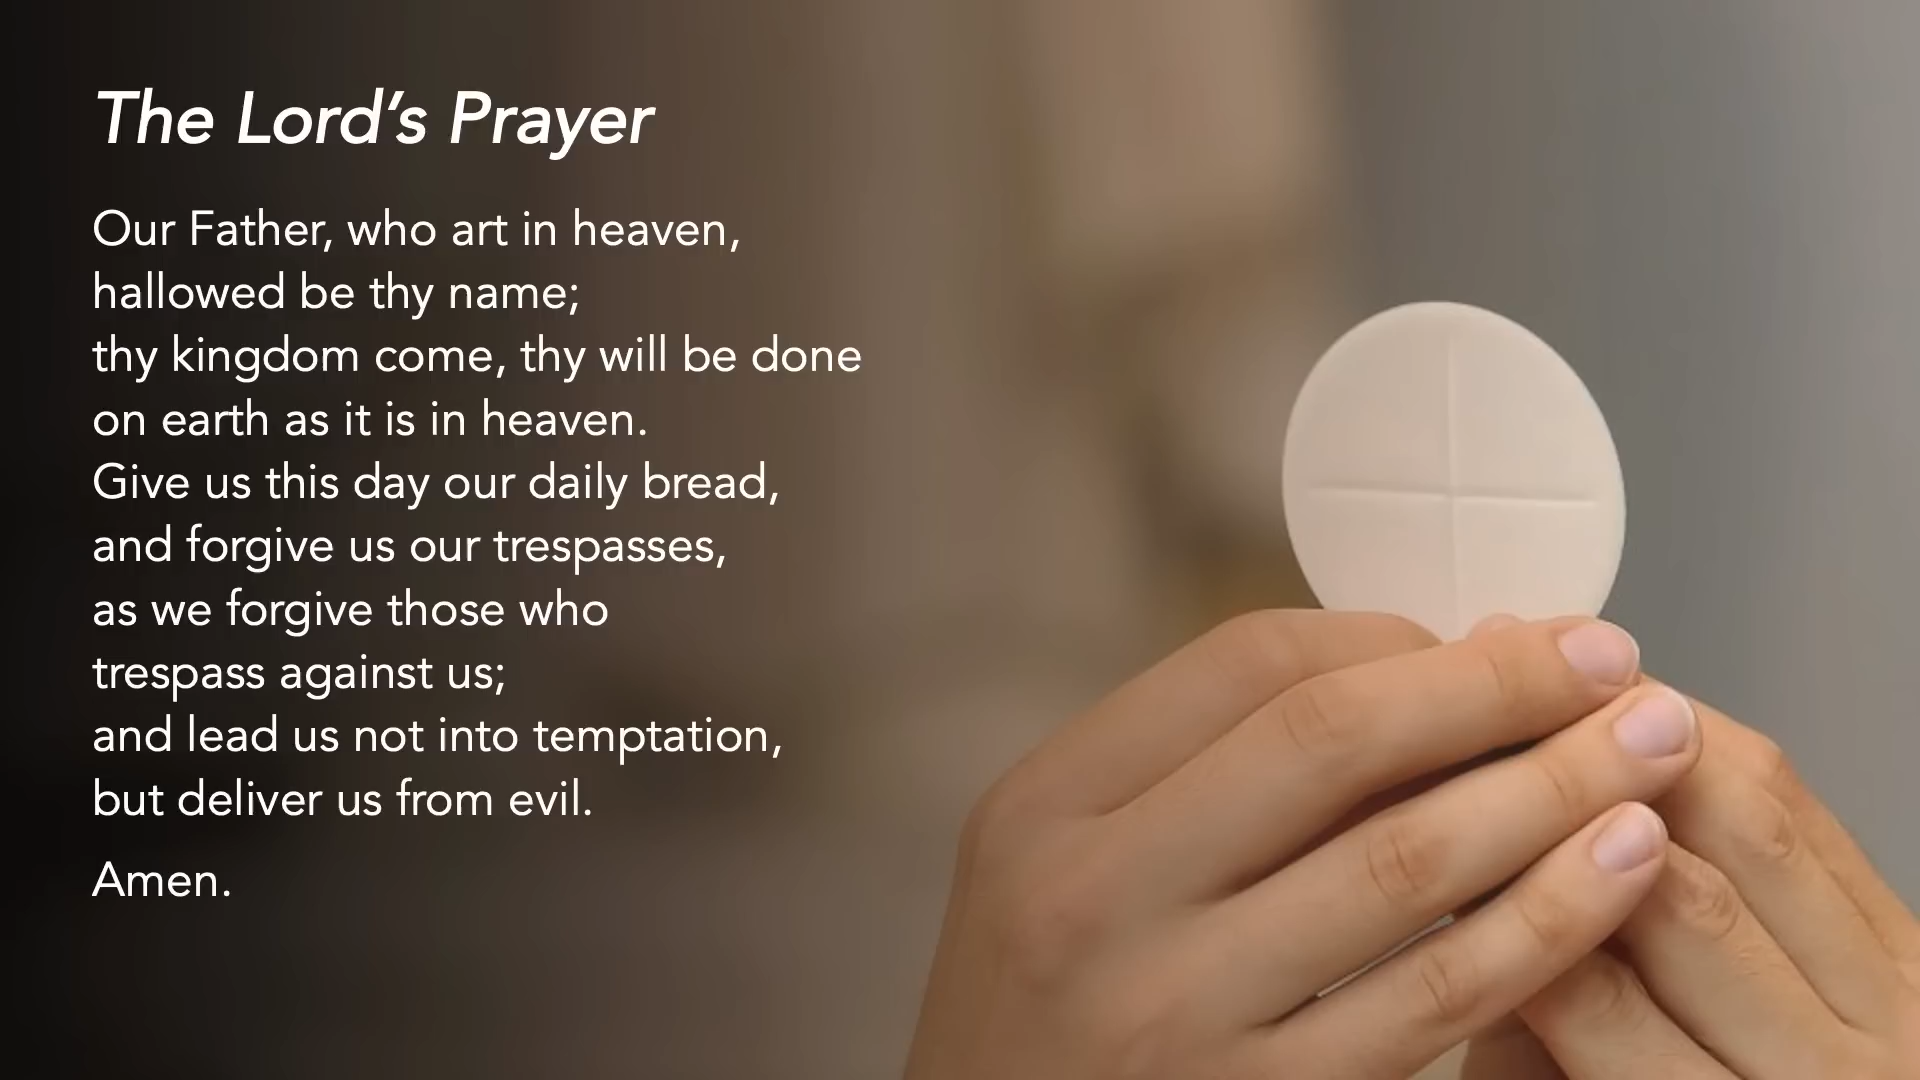 The Lord’s Prayer
Our Father, who art in heaven,
hallowed be thy name;
thy kingdom come, thy will be done
on earth as it is in heaven.
Give us this day our daily bread,
and forgive us our trespasses,
as we forgive those who
trespass against us;
and lead us not into temptation,
but deliver us from evil.
Amen.